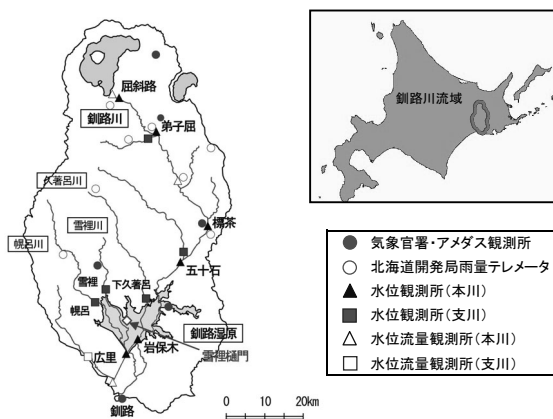 釧路川流域
屈斜路
釧路川
弟子屈
久著呂川
雪裡川
標茶
幌呂川
五十石
雪裡
下久著呂
幌呂
釧路湿原
岩保木
雪裡樋門
広里
釧路
0 10 20km
気象官署・アメダス観測所
北海道開発局雨量テレメータ
水位観測所(本川)
水位観測所(支川)
水位流量観測所(本川)
水位流量観測所(支川)